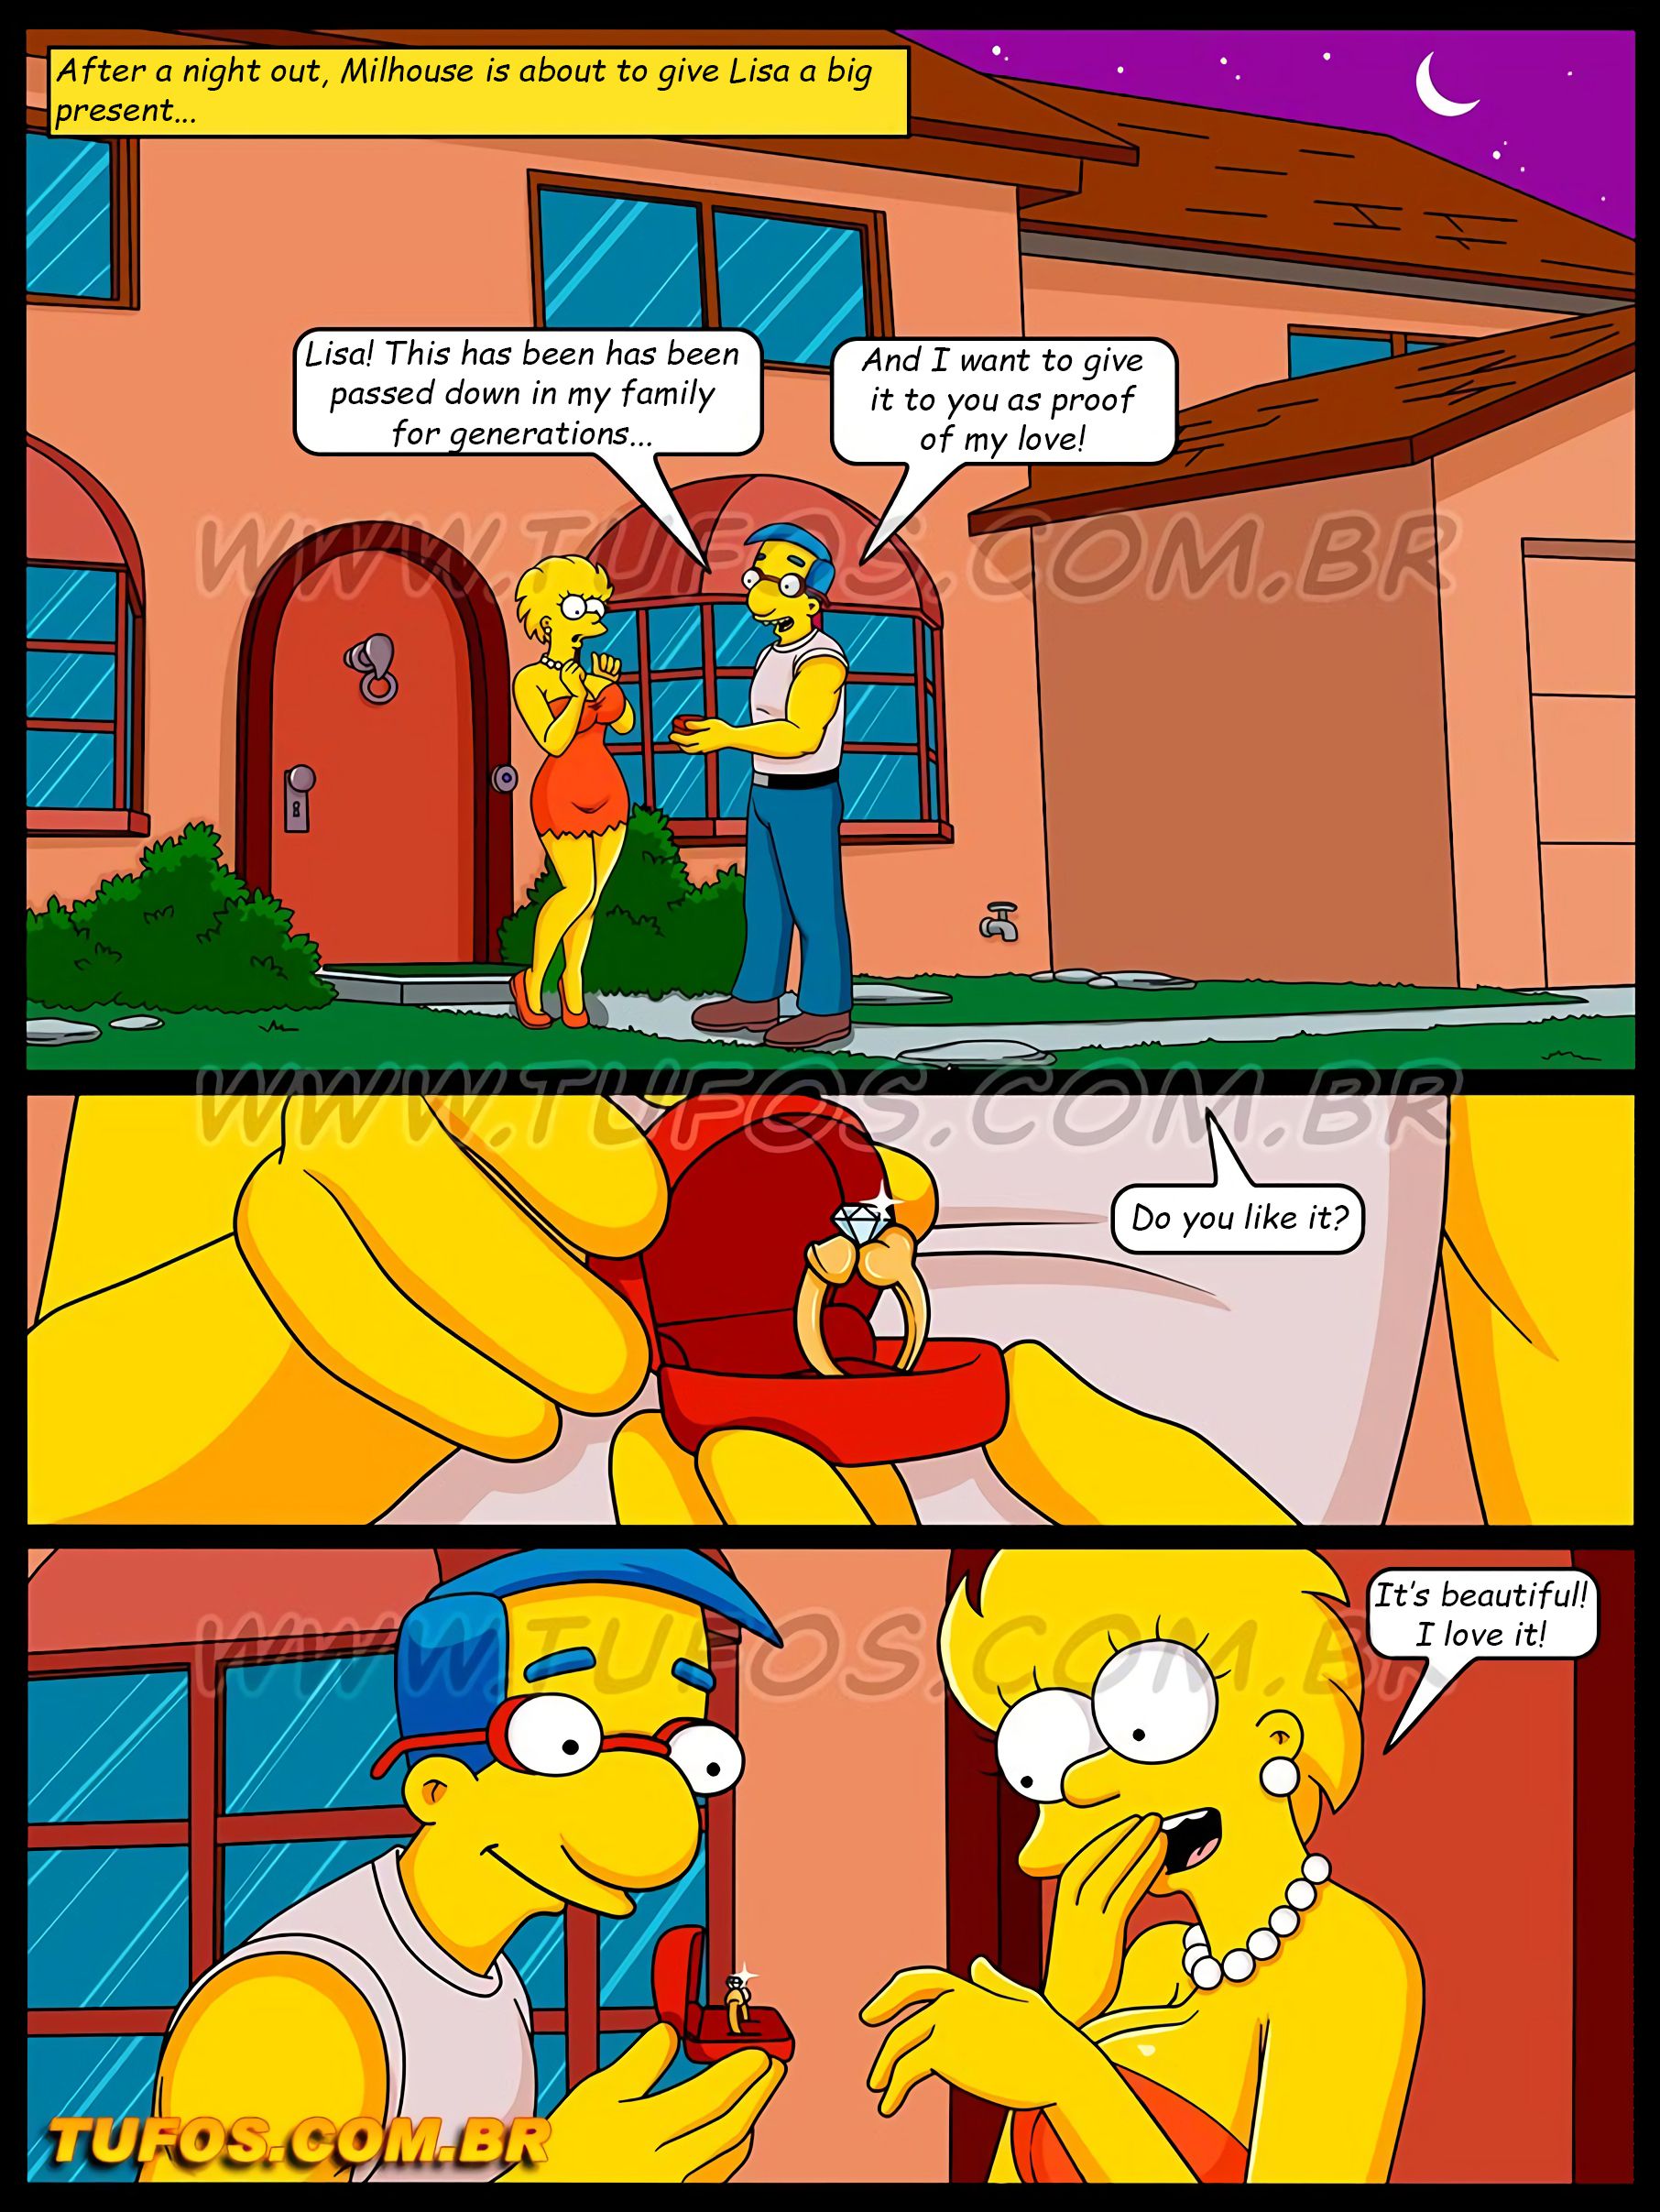 After a night out, Milhouse is about to give Lisa a big
present...
Lisa! This has been has been
passed down in my family
for generations...
And I want to give
it to you as proof
of my love!
WWW.TUFOS.COM.BR
WWW.TUFOS.COM.BR
Do you like it?
It's beautiful!
I love it!
WWW.TUFOS.COM.BR
TUFOS.COM.BR